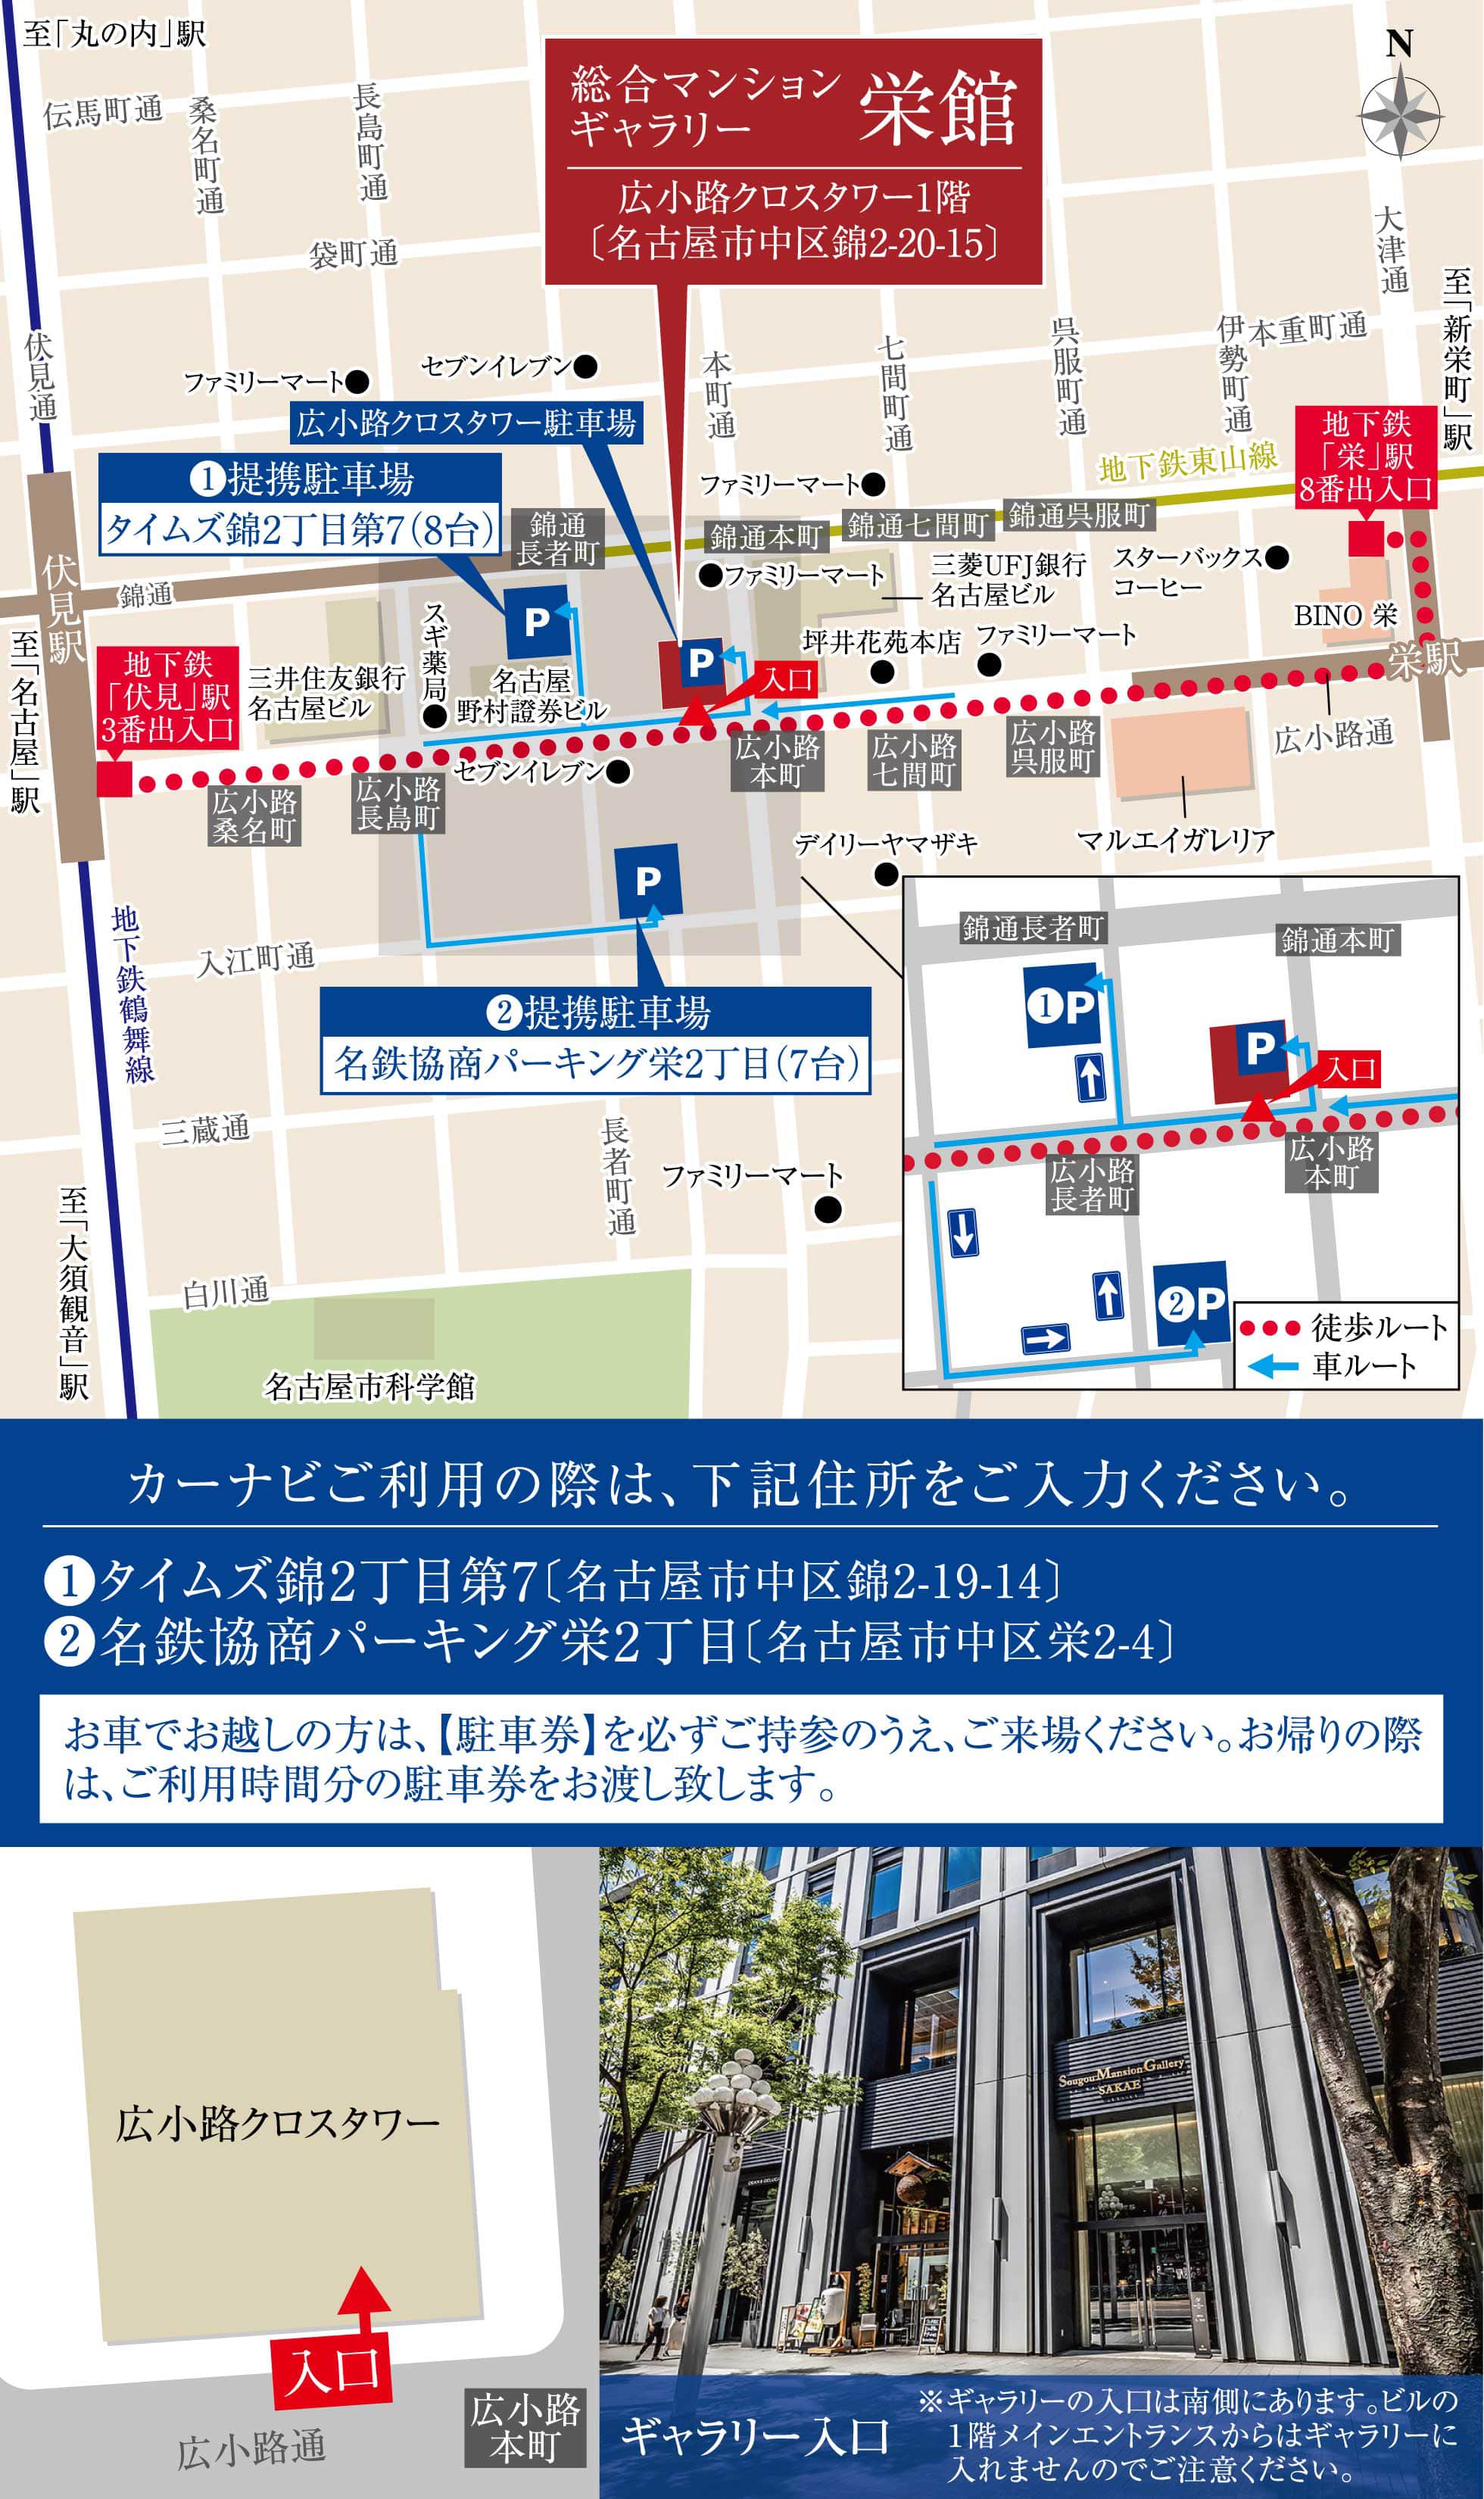 至「丸の内」駅
伝馬町通
桑名町通
長島町通
袋町通
総合マンション
ギャラリー
栄館
広小路クロスタワー1階
〔名古屋市中区錦2-20-15〕
N
大津通
至「新栄町」駅
伏見通
ファミリーマート
セブンイレブン
本町通
七間町通
呉服町通
伊勢町通
本重町通
広小路クロスタワー駐車場
❶提携駐車場
タイムズ錦2丁目第7（8台）
ファミリーマート
地下鉄東山線
地下鉄
「栄」駅
8番出入口
錦通
長者町
錦通本町
錦通七間町
錦通呉服町
伏見駅
錦通
スギ薬局
P
ファミリーマート
三菱UFJ銀行
名古屋ビル
スターバックス
コーヒー
BINO 栄
至「名古屋」駅
地下鉄
「伏見」駅
3番出入口
三井住友銀行
名古屋ビル
名古屋
野村證券ビル
P
入口
坪井花苑本店
ファミリーマート
栄駅
広小路通
広小路
桑名町
広小路
長島町
セブンイレブン
広小路
本町
広小路
七間町
広小路
呉服町
マルエイガレリア
デイリーヤマザキ
P
地下鉄鶴舞線
入江町通
❷提携駐車場
名鉄協商パーキング栄2丁目（7台）
三蔵通
長者町通
ファミリーマート
至「大須観音」駅
白川通
名古屋市科学館
錦通長者町
錦通本町
❶P
P
入口
広小路
長者町
広小路
本町
❷P
徒歩ルート
車ルート
カーナビご利用の際は、下記住所をご入力ください。
❶タイムズ錦2丁目第7〔名古屋市中区錦2-19-14〕
❷名鉄協商パーキング栄2丁目〔名古屋市中区栄2-4〕
お車でお越しの方は、【駐車券】を必ずご持参のうえ、ご来場ください。お帰りの際
は、ご利用時間分の駐車券をお渡し致します。
広小路クロスタワー
入口
広小路通
広小路
本町
Sougou Mansion Gallery
SAKAE
ギャラリー入口
※ギャラリーの入口は南側にあります。ビルの
1階メインエントランスからはギャラリーに
入れませんのでご注意ください。